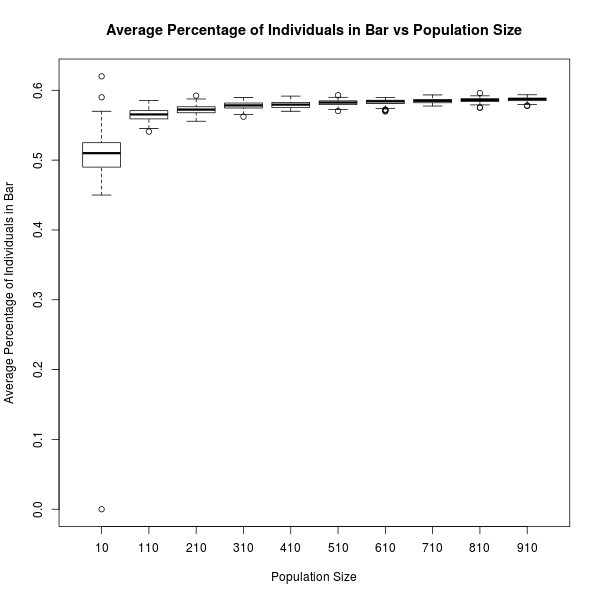 Average Percentage of Individuals in Bar vs Population Size
Average Percentage of Individuals in Bar
0.6
0.5
0.4
0.3
0.2
0.1
0.0
10 110 210 310 410 510 610 710 810 910
Population Size